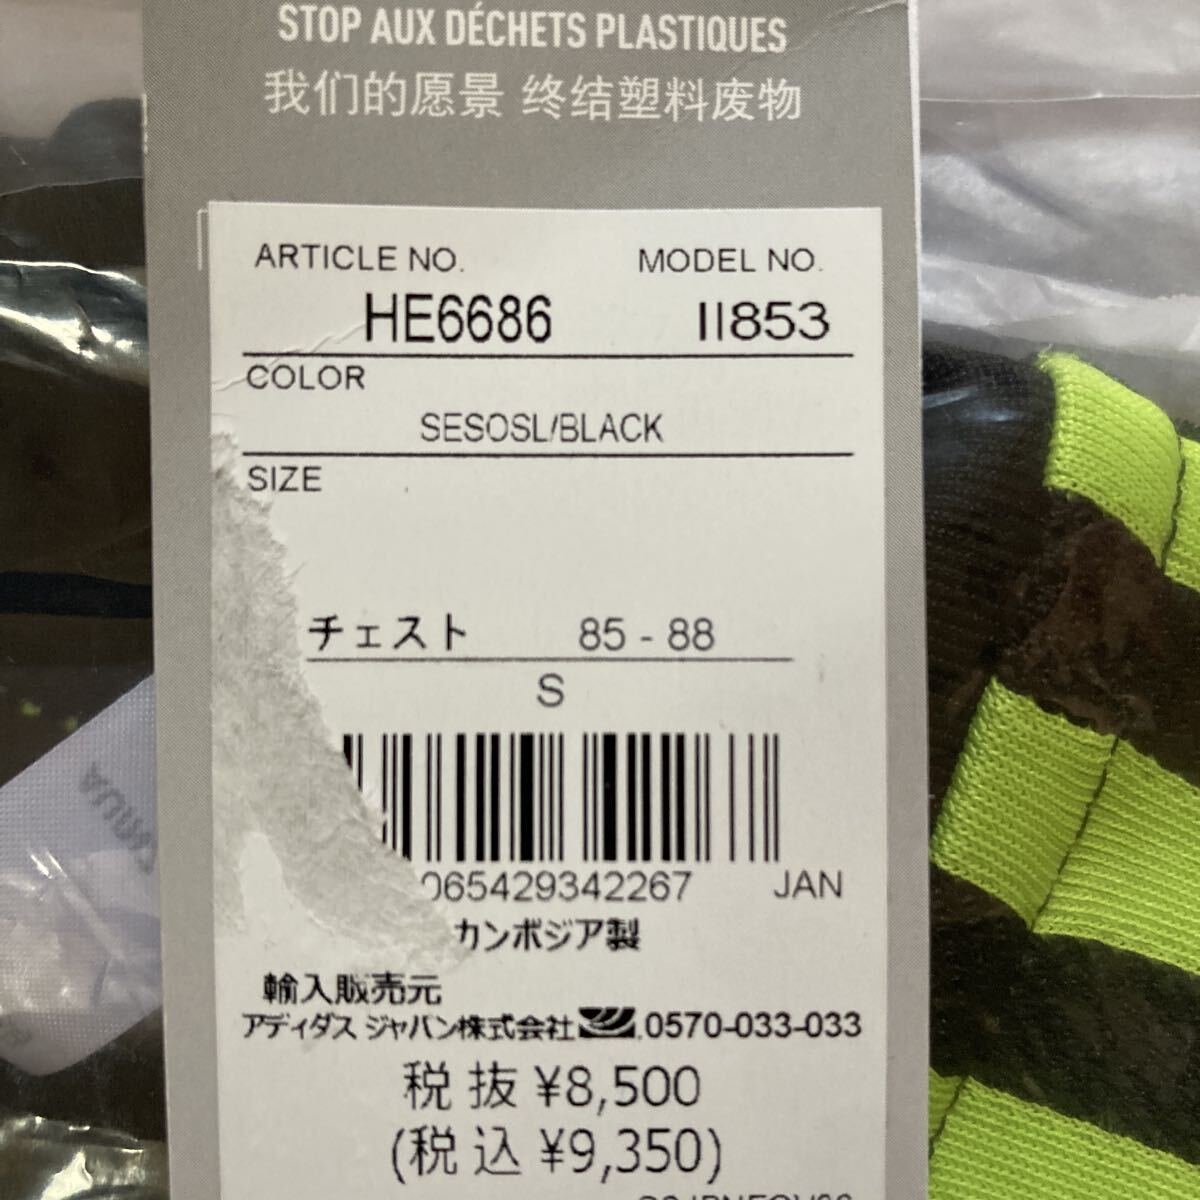 STOP AUX DÉCHETS PLASTIQUES
我们的愿景 终结塑料废物
ARTICLE NO. MODEL NO.
HE6686 II853
COLOR
SESOSL/BLACK
SIZE
チェスト 85 - 88
S
065429342267 JAN
カンボジア製
輸入販売元
アディダス ジャパン株式会社 0570-033-033
税抜 ¥8,500
(税込 ¥9,350)